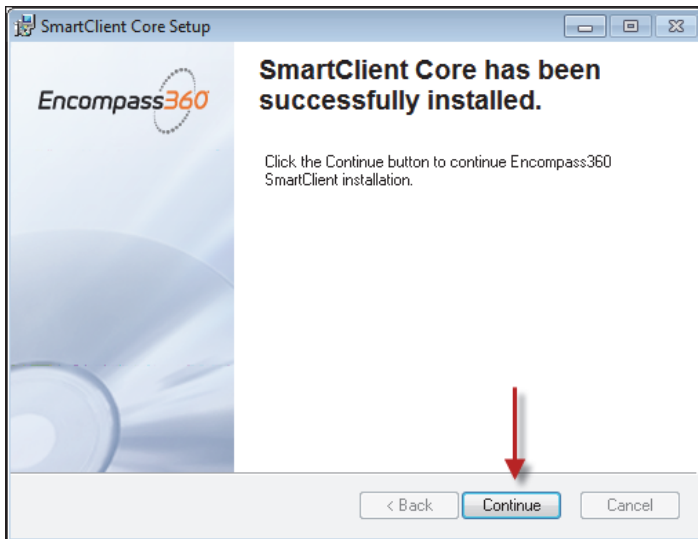 SmartClient Core Setup
Encompass360
SmartClient Core has been
successfully installed.
Click the Continue button to continue Encompass360
SmartClient installation.
< Back
Continue
Cancel